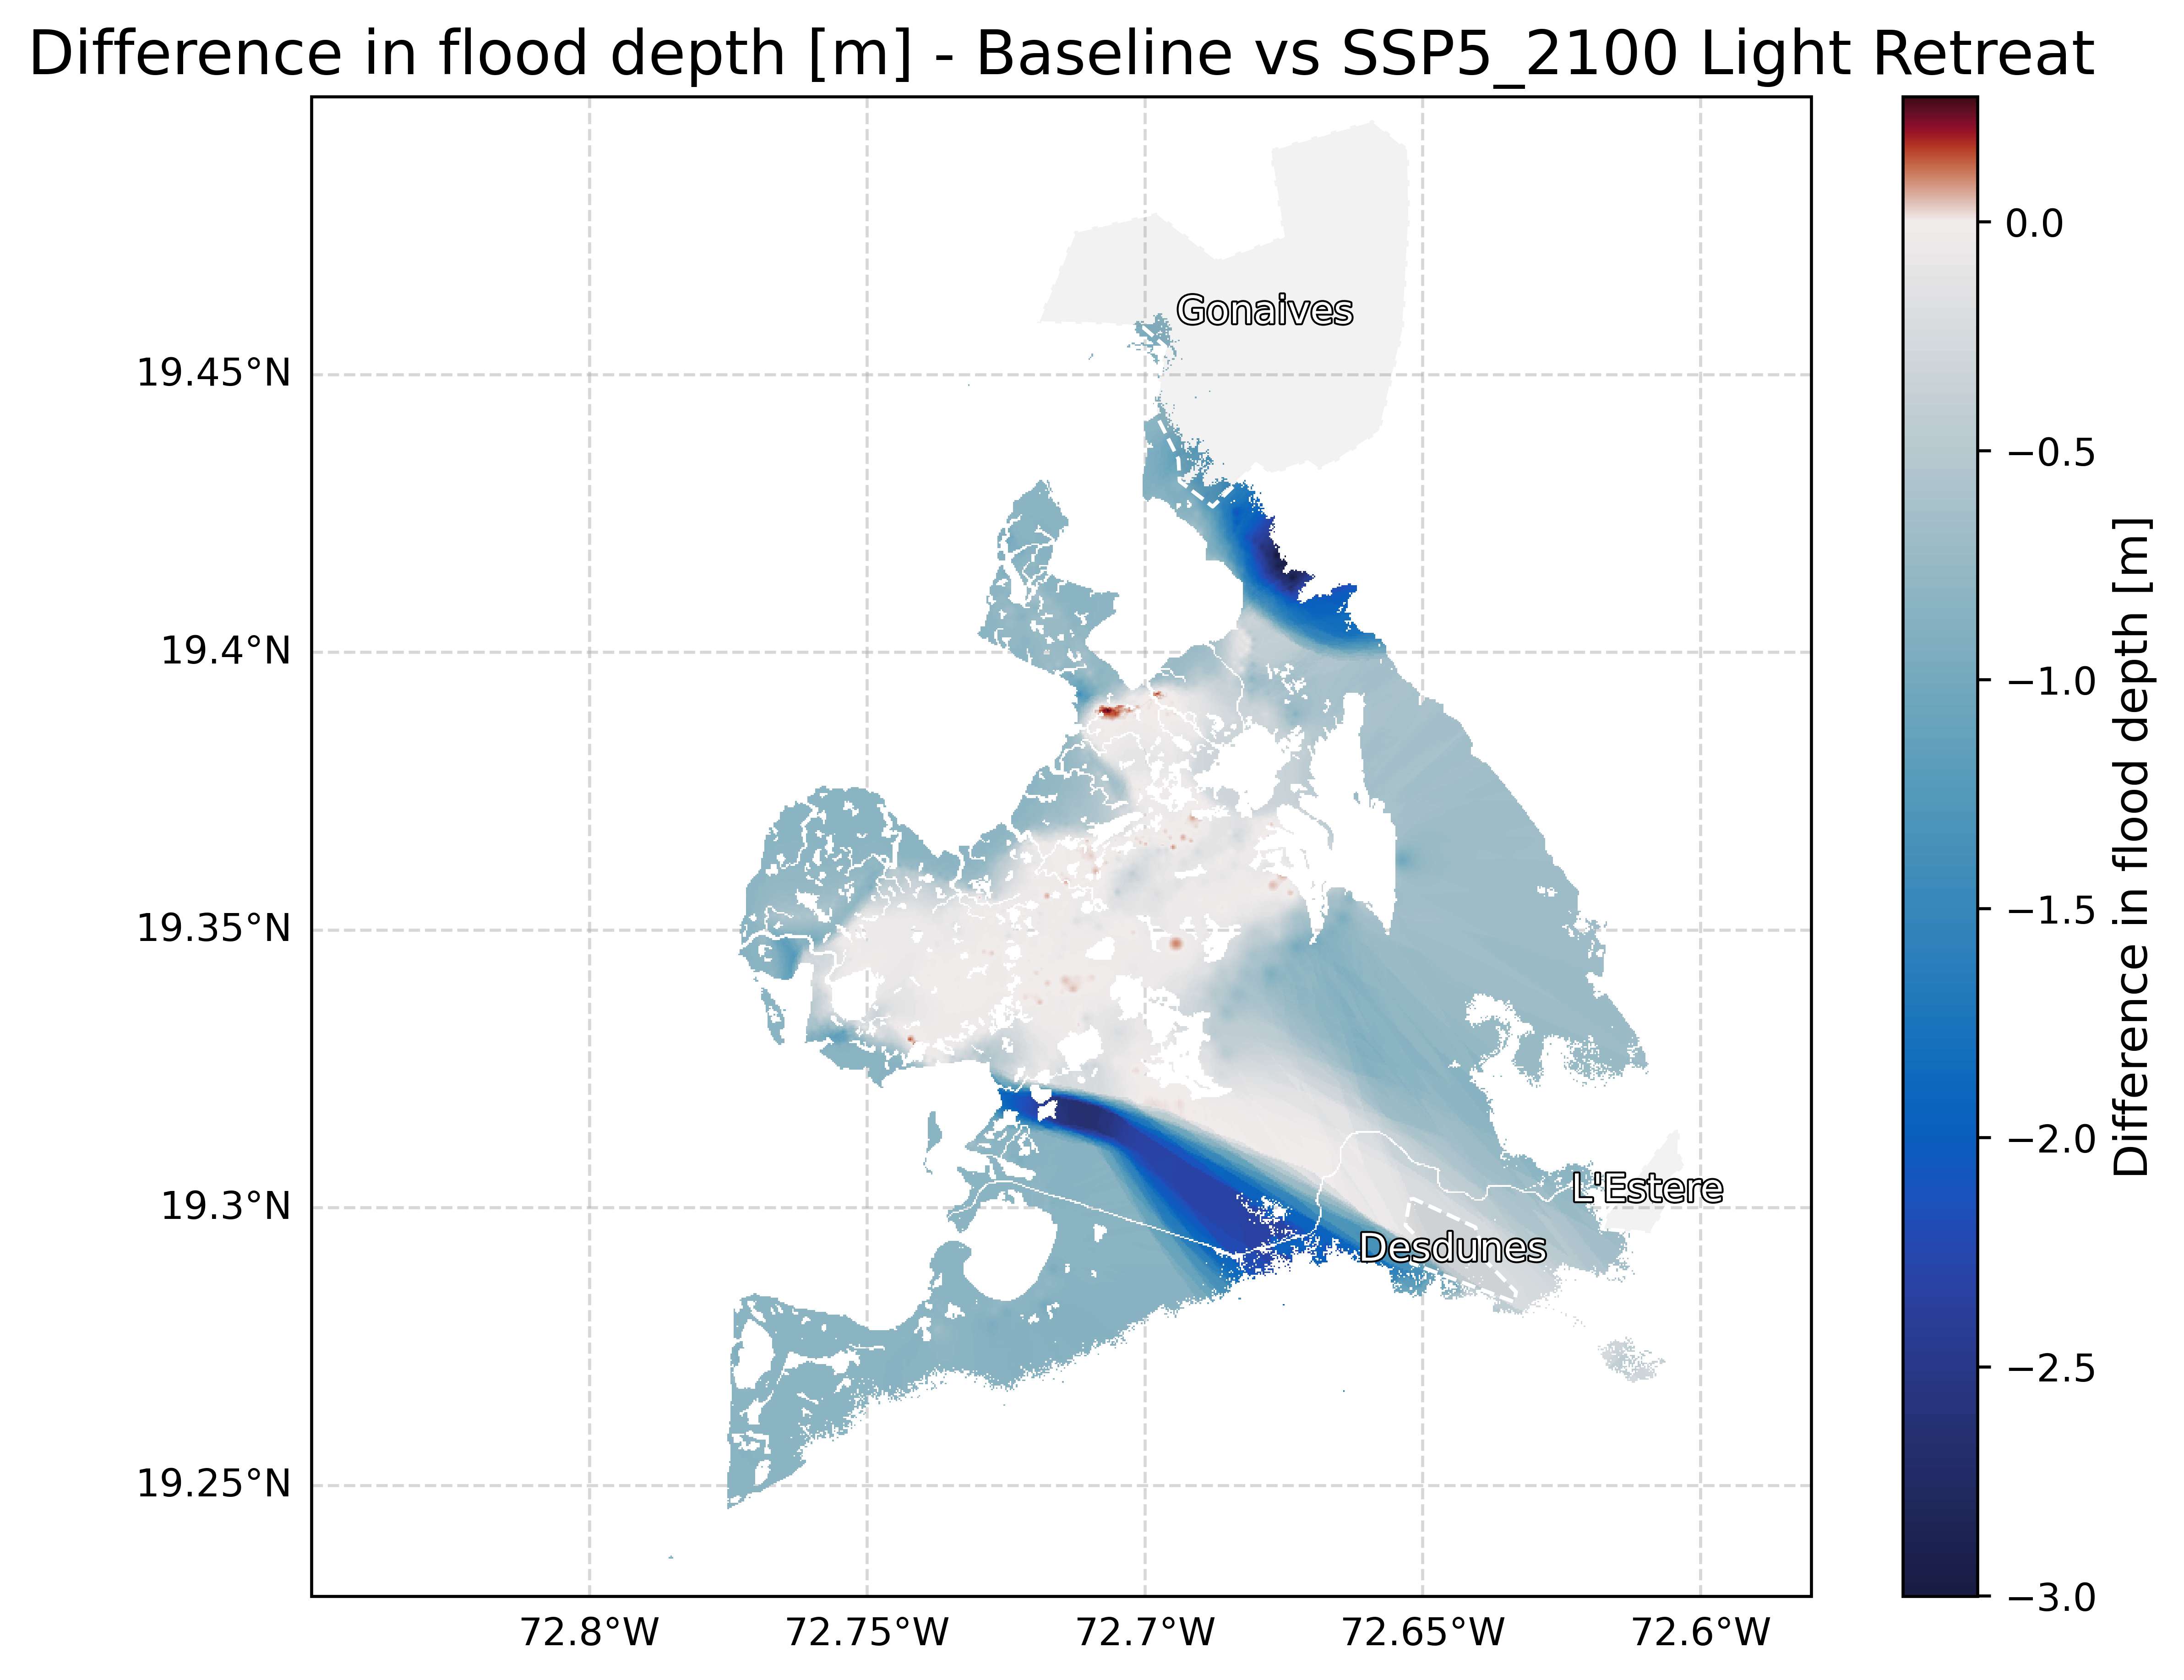 Difference in flood depth [m] - Baseline vs SSP5_2100 Light Retreat
Gonaives
L'Estere
Desdunes
19.45°N
19.4°N
19.35°N
19.3°N
19.25°N
72.8°W
72.75°W
72.7°W
72.65°W
72.6°W
0.0
−0.5
−1.0
−1.5
−2.0
−2.5
−3.0
Difference in flood depth [m]